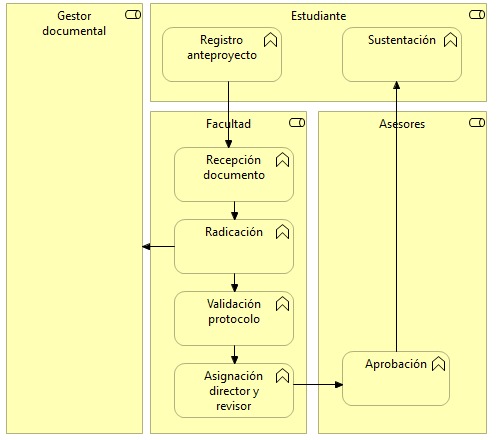 Gestor
documental
Estudiante
Registro
anteproyecto
Sustentación
Facultad
Asesores
Recepción
documento
Radicación
Validación
protocolo
Asignación
director y
revisor
Aprobación